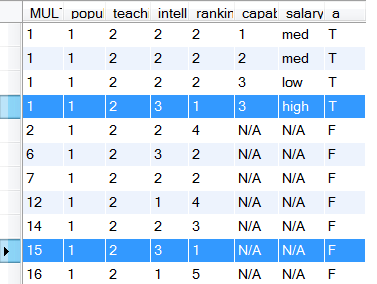 MULT popu teach intell rankin capab salary a
1 1 2 2 2 1 med T
1 1 2 2 2 2 med T
1 1 2 2 2 3 low T
1 1 2 3 1 3 high T
2 1 2 2 4 N/A N/A F
6 1 2 3 2 N/A N/A F
7 1 2 2 2 N/A N/A F
12 1 2 1 4 N/A N/A F
14 1 2 2 3 N/A N/A F
15 1 2 3 1 N/A N/A F
16 1 2 1 5 N/A N/A F